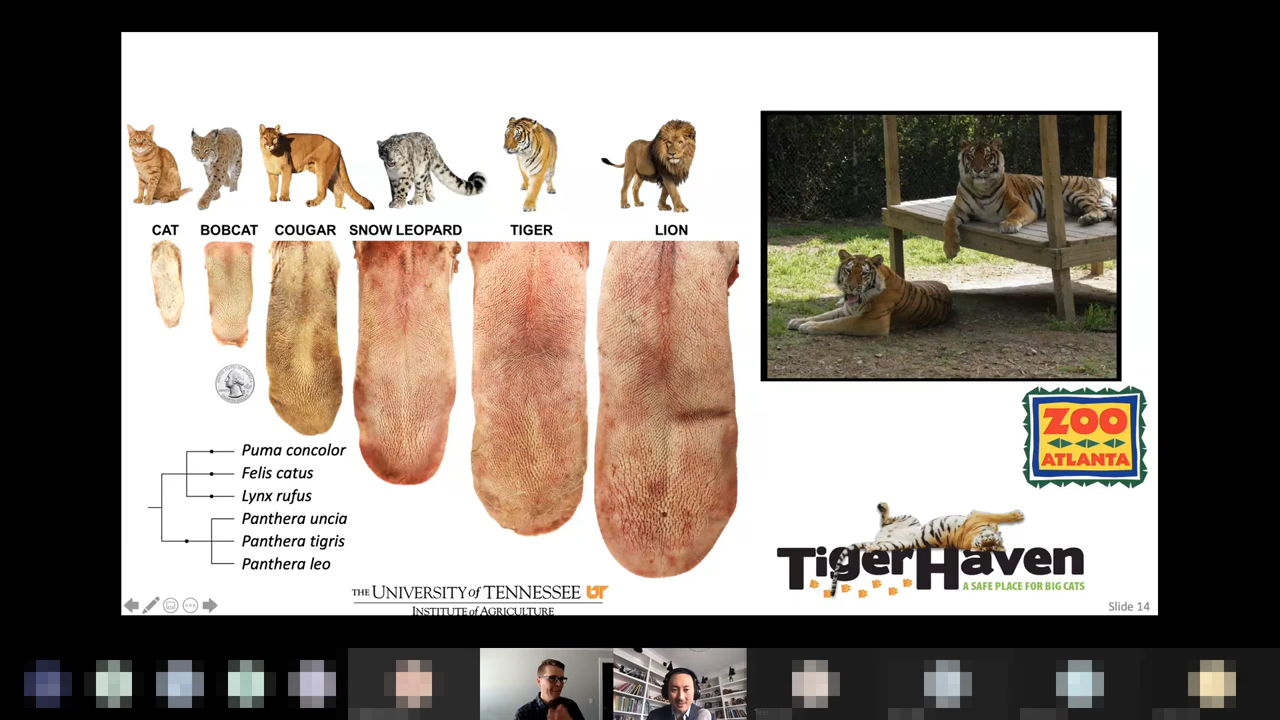 CAT BOBCAT COUGAR SNOW LEOPARD TIGER LION
Puma concolor
Felis catus
Lynx rufus
Panthera uncia
Panthera tigris
Panthera leo
THE UNIVERSITY of TENNESSEE UT
INSTITUTE of AGRICULTURE
ZOO
ATLANTA
TigerHaven
A SAFE PLACE FOR BIG CATS
Slide 14